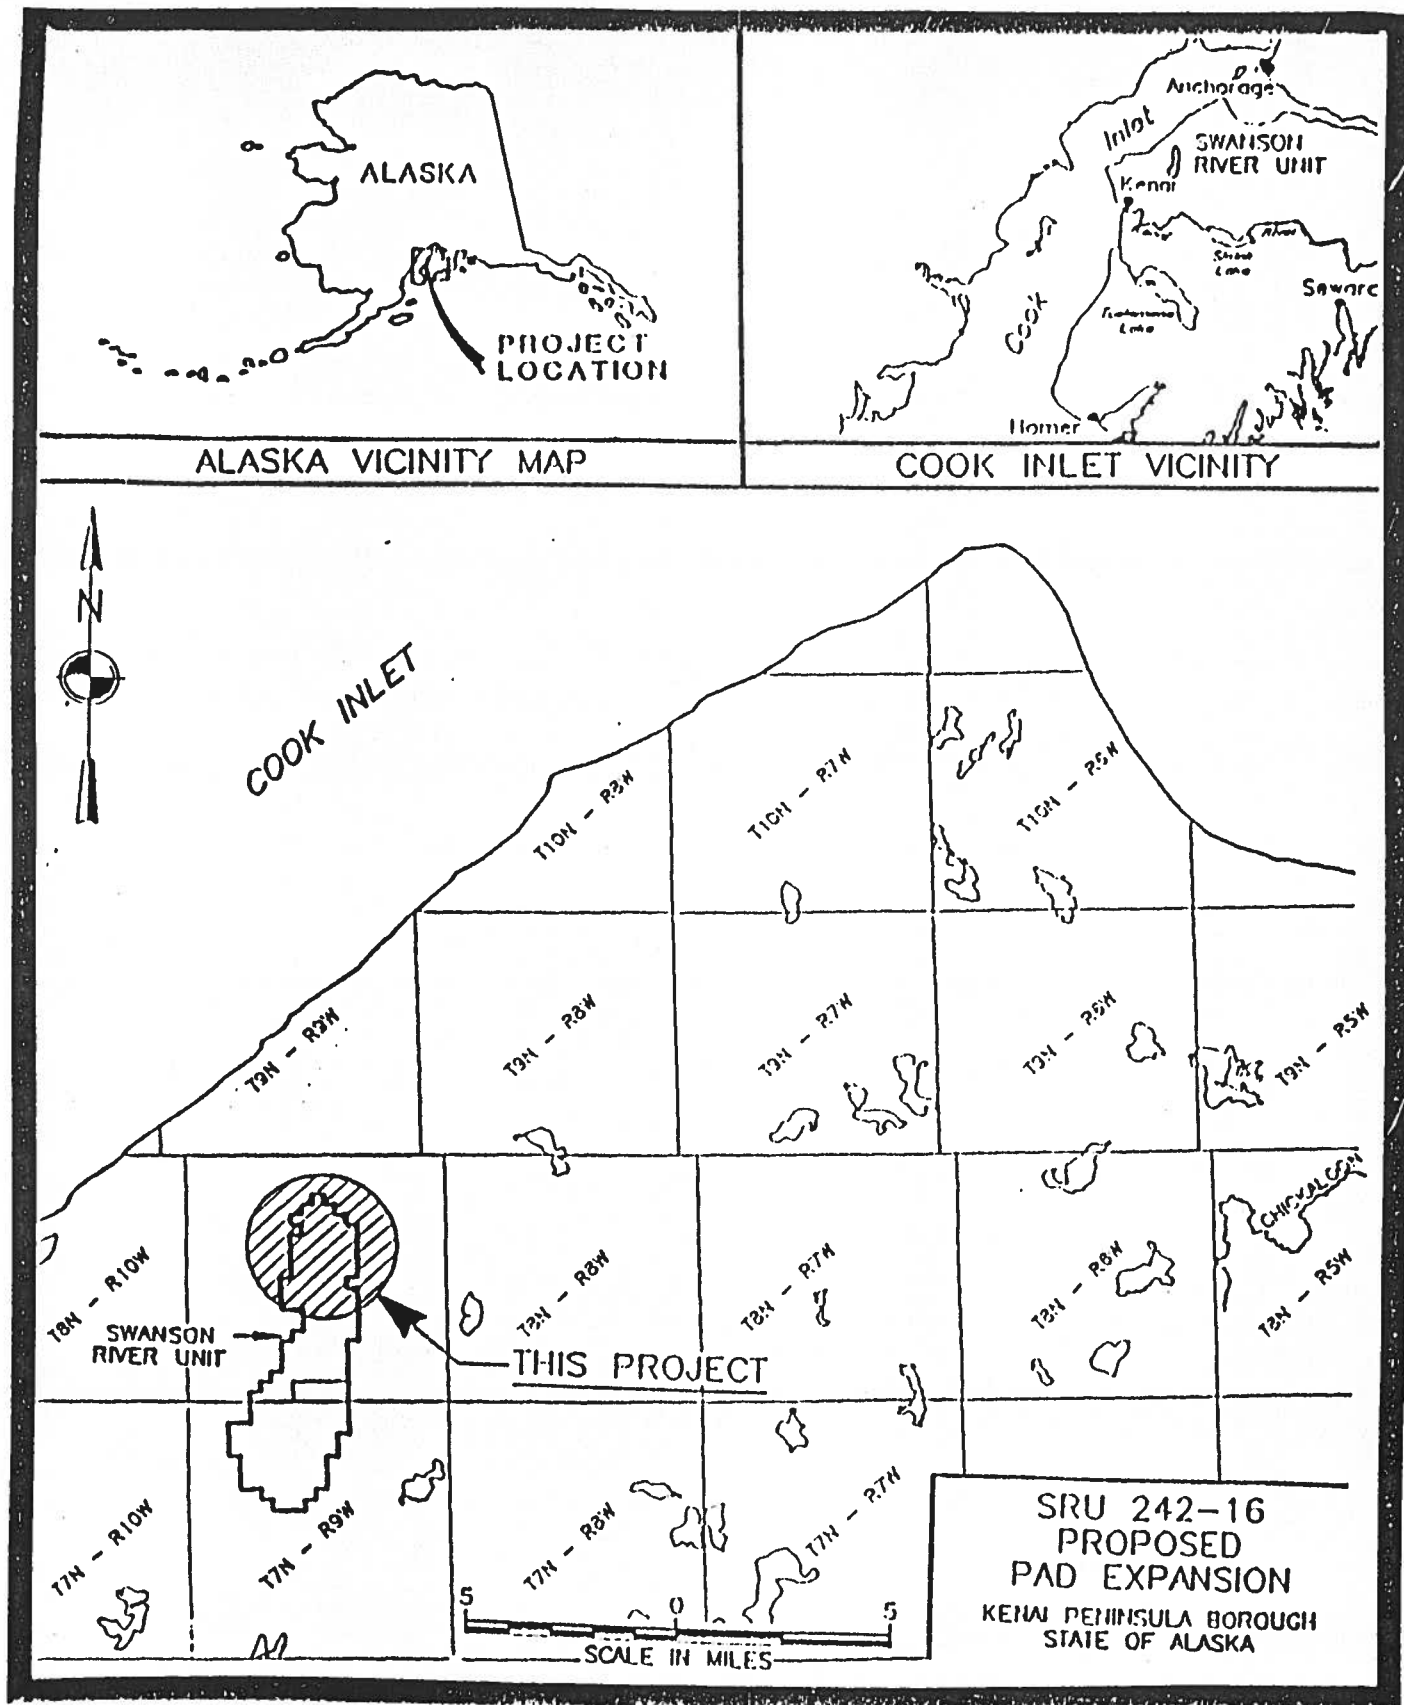 ALASKA
PROJECT
LOCATION
ALASKA VICINITY MAP
Anchorage
Inlet
SWANSON
RIVER UNIT
Kenai
River
Lake
Cook
Lake
Homer
COOK INLET VICINITY
N
COOK INLET
T10N - R8W
T10N - R7W
T10N - R6W
T9N - R9W
T9N - R8W
T9N - R7W
T9N - R6W
T9N - R5W
T8N - R10W
T8N - R8W
T8N - R7W
T8N - R6W
CHICKALOON
T8N - R5W
SWANSON
RIVER UNIT
THIS PROJECT
T7N - R10W
T7N - R9W
T7N - R8W
T7N - R7W
5 0 5
SCALE IN MILES
SRU 242-16
PROPOSED
PAD EXPANSION
KENAI PENINSULA BOROUGH
STATE OF ALASKA